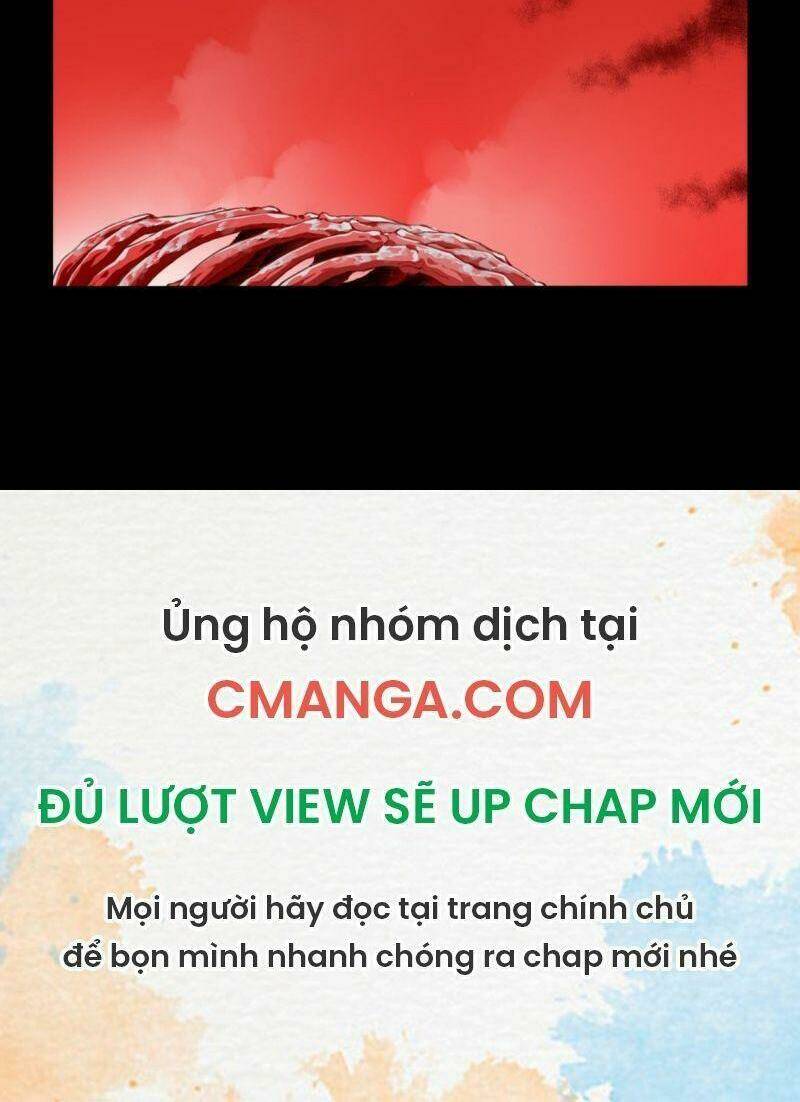 Ủng hộ nhóm dịch tại
CMANGA.COM
ĐỦ LƯỢT VIEW SẼ UP CHAP MỚI
Mọi người hãy đọc tại trang chính chủ
để bọn mình nhanh chóng ra chap mới nhé